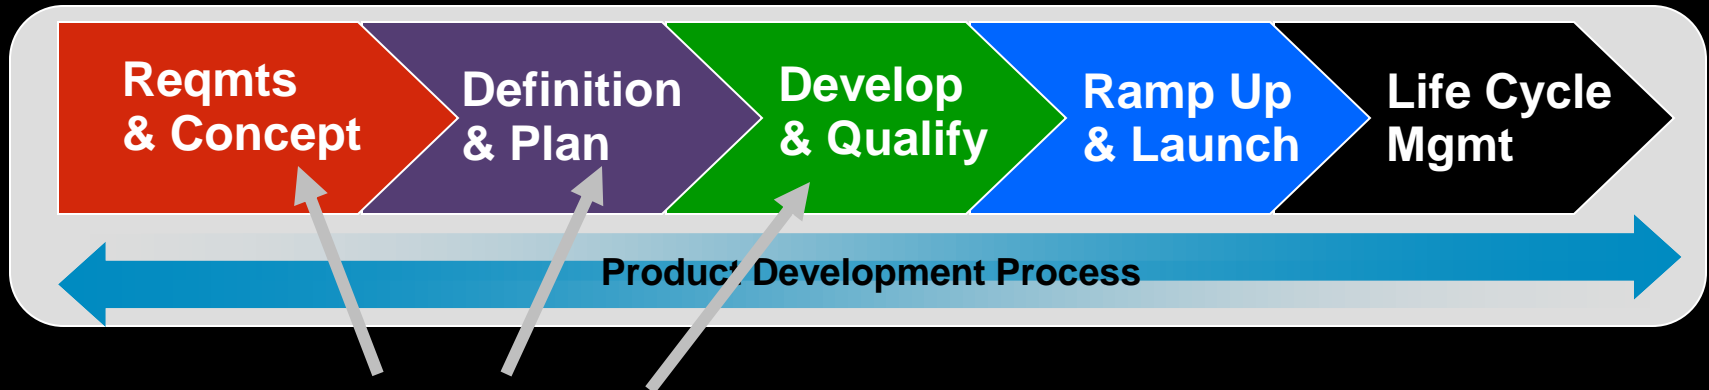 Reqmts
& Concept
Definition
& Plan
Develop
& Qualify
Ramp Up
& Launch
Life Cycle
Mgmt
Product Development Process